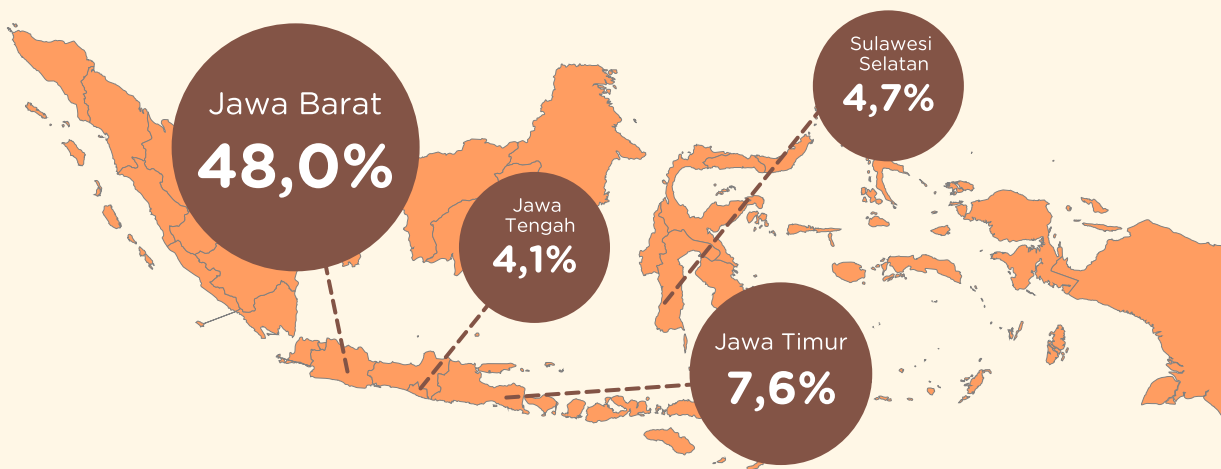 Jawa Barat
48,0%
Jawa
Tengah
4,1%
Sulawesi
Selatan
4,7%
Jawa Timur
7,6%